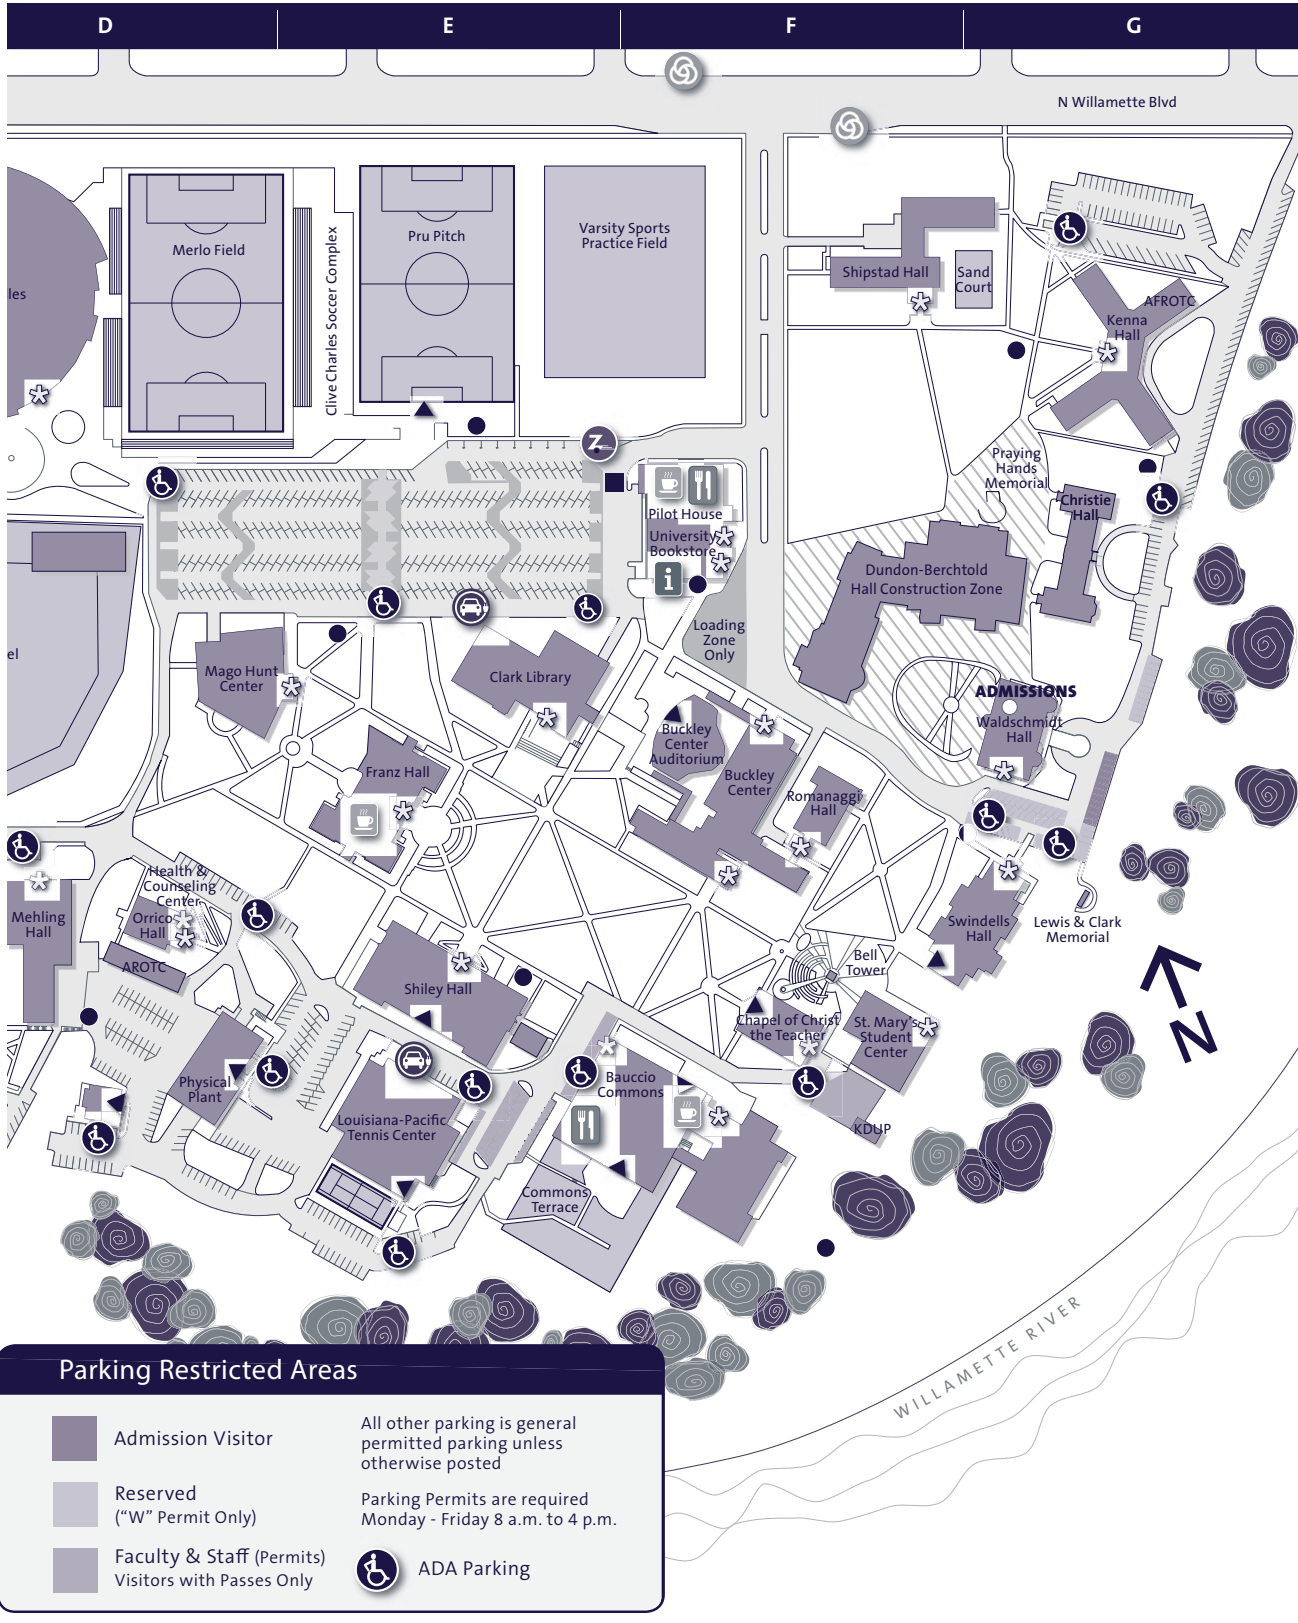 D
E
F
G
N Willamette Blvd
Merlo Field
Clive Charles Soccer Complex
Pru Pitch
Varsity Sports
Practice Field
Shipstad Hall
Sand
Court
AFROTC
Kenna
Hall
les
Z
Praying
Hands
Memorial
Christie
Hall
Pilot House
University
Bookstore
i
Dundon-Berchtold
Hall Construction Zone
Loading
Zone
Only
el
Mago Hunt
Center
Clark Library
ADMISSIONS
Waldschmidt
Hall
Buckley
Center
Auditorium
Buckley
Center
Franz Hall
Romanaggi
Hall
Health &
Counseling
Center
Orrico
Hall
Mehling
Hall
AROTC
Swindells
Hall
Lewis & Clark
Memorial
Bell
Tower
Shiley Hall
Chapel of Christ
the Teacher
St. Mary's
Student
Center
N
Physical
Plant
Bauccio
Commons
Louisiana-Pacific
Tennis Center
KDUP
Commons
Terrace
WILLAMETTE RIVER
Parking Restricted Areas
Admission Visitor
Reserved
(“W” Permit Only)
Faculty & Staff (Permits)
Visitors with Passes Only
All other parking is general
permitted parking unless
otherwise posted
Parking Permits are required
Monday - Friday 8 a.m. to 4 p.m.
ADA Parking